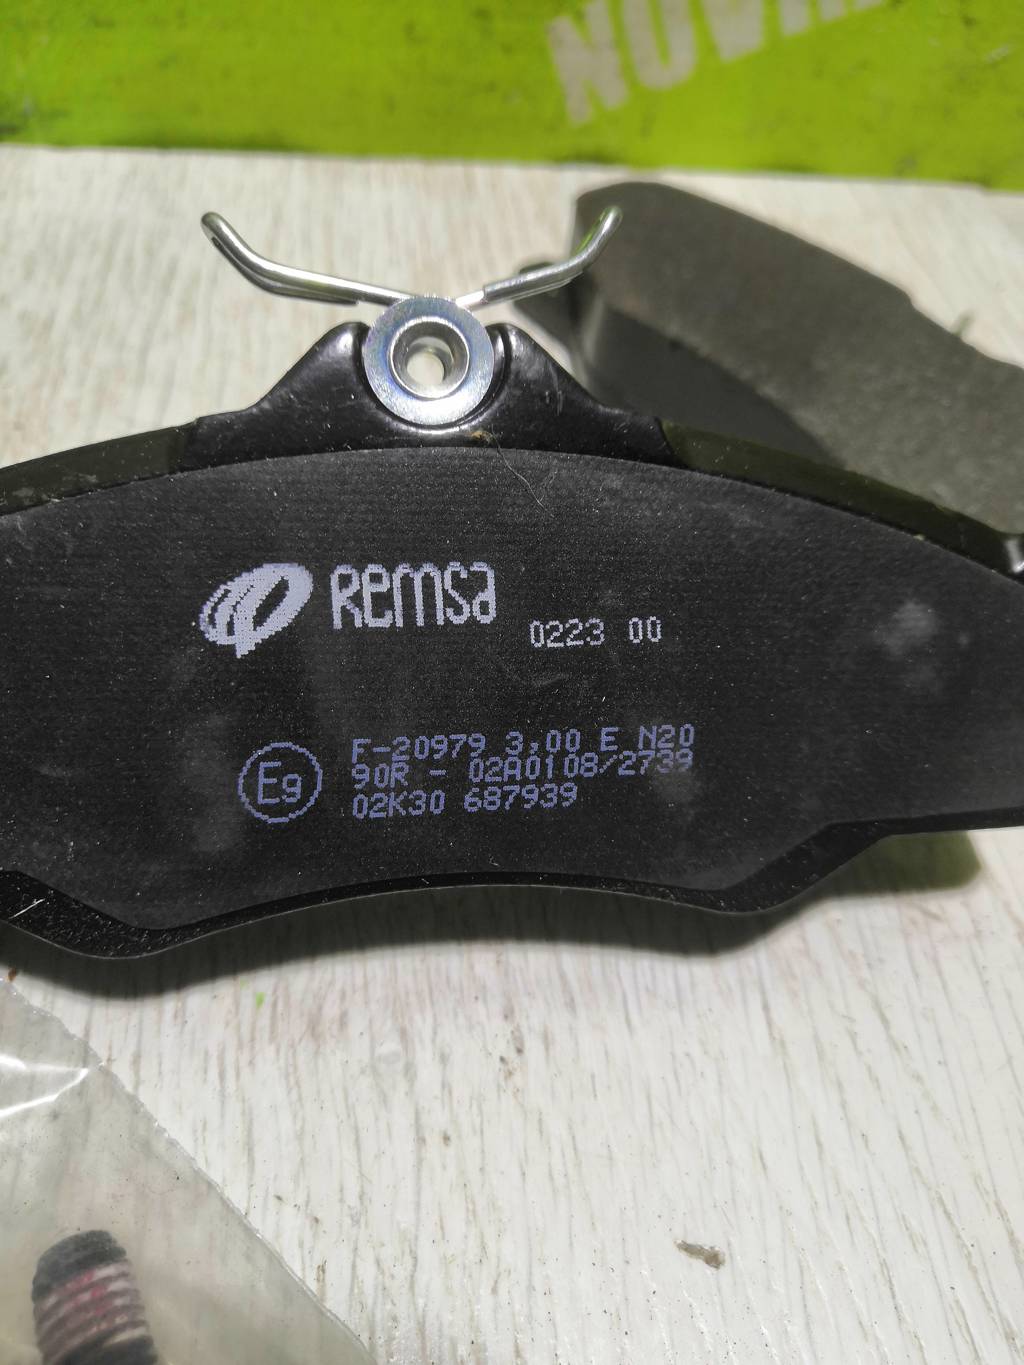 REMSA
0223 00
E9
F-20979 3,00 E N20
90R - 02A0108/2739
02K30 687939